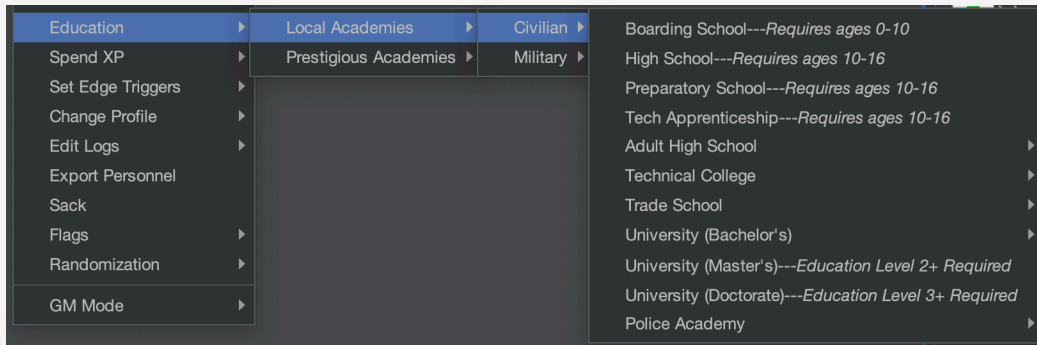 Education
Spend XP
Set Edge Triggers
Change Profile
Edit Logs
Export Personnel
Sack
Flags
Randomization
GM Mode
Local Academies
Prestigious Academies
Civilian
Military
Boarding School---Requires ages 0-10
High School---Requires ages 10-16
Preparatory School---Requires ages 10-16
Tech Apprenticeship---Requires ages 10-16
Adult High School
Technical College
Trade School
University (Bachelor's)
University (Master's)---Education Level 2+ Required
University (Doctorate)---Education Level 3+ Required
Police Academy